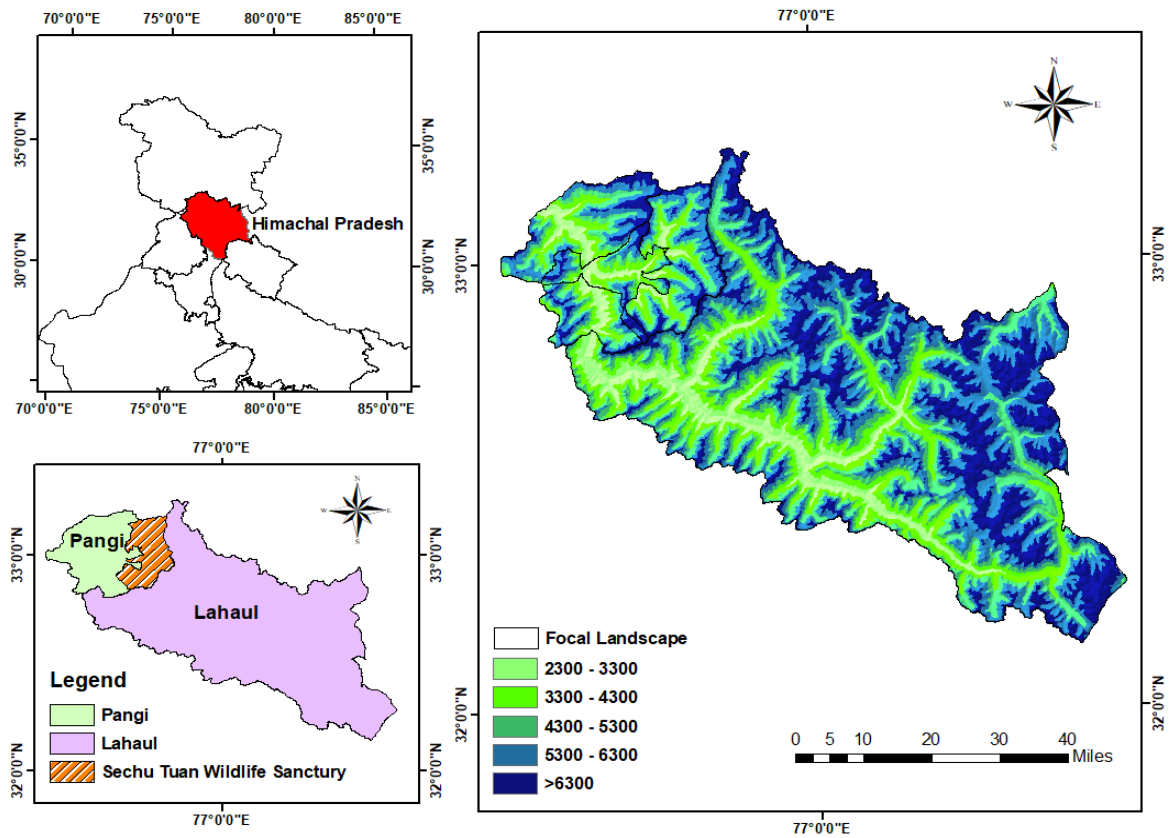 70°0'0"E 75°0'0"E 80°0'0"E 85°0'0"E
35°0'0"N
30°0'0"N
Himachal Pradesh
35°0'0"N
30°0'0"N
70°0'0"E 75°0'0"E 80°0'0"E 85°0'0"E
77°0'0"E
N
W E
S
33°0'0"N
32°0'0"N
Pangi
Lahaul
Legend
Pangi
Lahaul
Sechu Tuan Wildlife Sanctury
33°0'0"N
32°0'0"N
77°0'0"E
77°0'0"E
N
W E
S
33°0'0"N
32°0'0"N
33°0'0"N
32°0'0"N
Focal Landscape
2300 - 3300
3300 - 4300
4300 - 5300
5300 - 6300
>6300
0 5 10 20 30 40
Miles
77°0'0"E